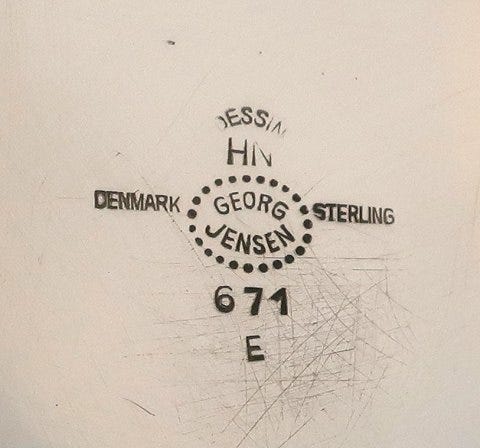 DESSIN
HN
DENMARK GEORG JENSEN STERLING
671
E